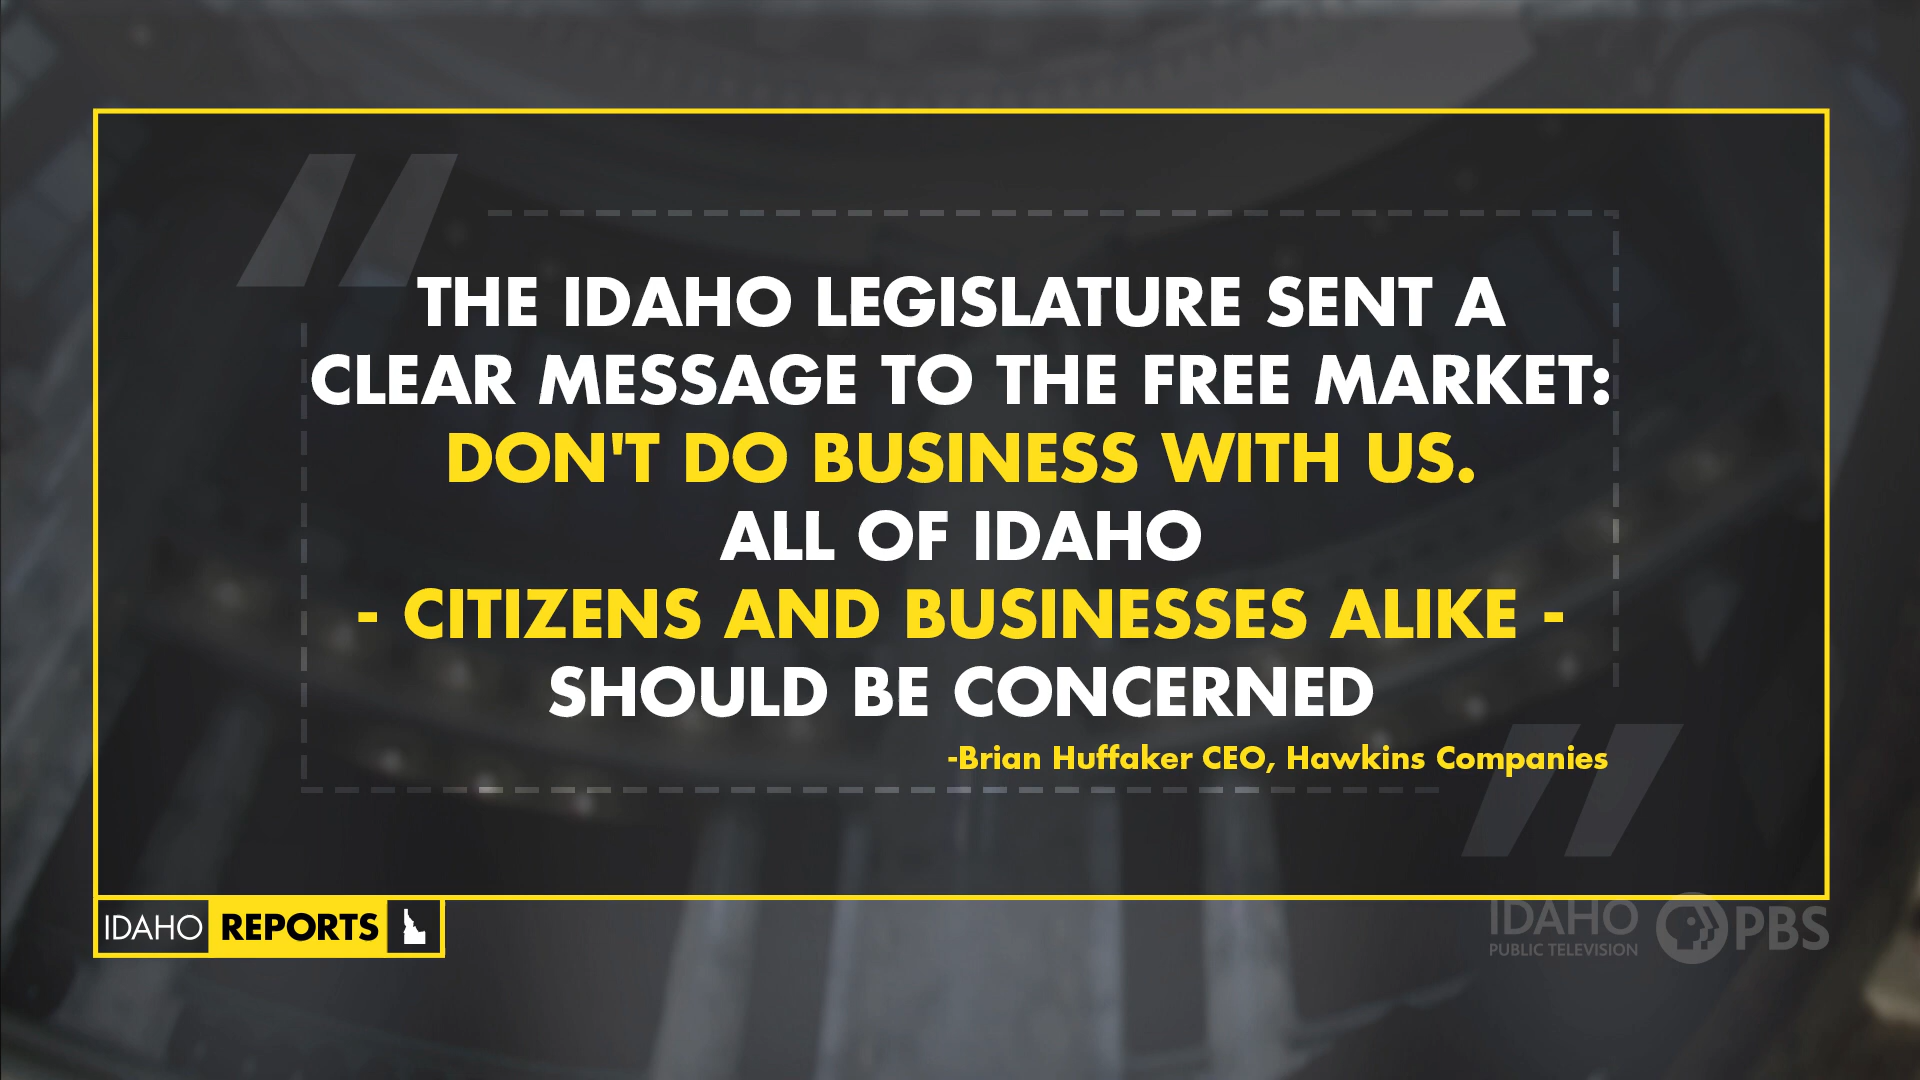 THE IDAHO LEGISLATURE SENT A
CLEAR MESSAGE TO THE FREE MARKET:
DON'T DO BUSINESS WITH US.
ALL OF IDAHO
- CITIZENS AND BUSINESSES ALIKE -
SHOULD BE CONCERNED
-Brian Huffaker CEO, Hawkins Companies
IDAHO REPORTS
IDAHO
PUBLIC TELEVISION
PBS